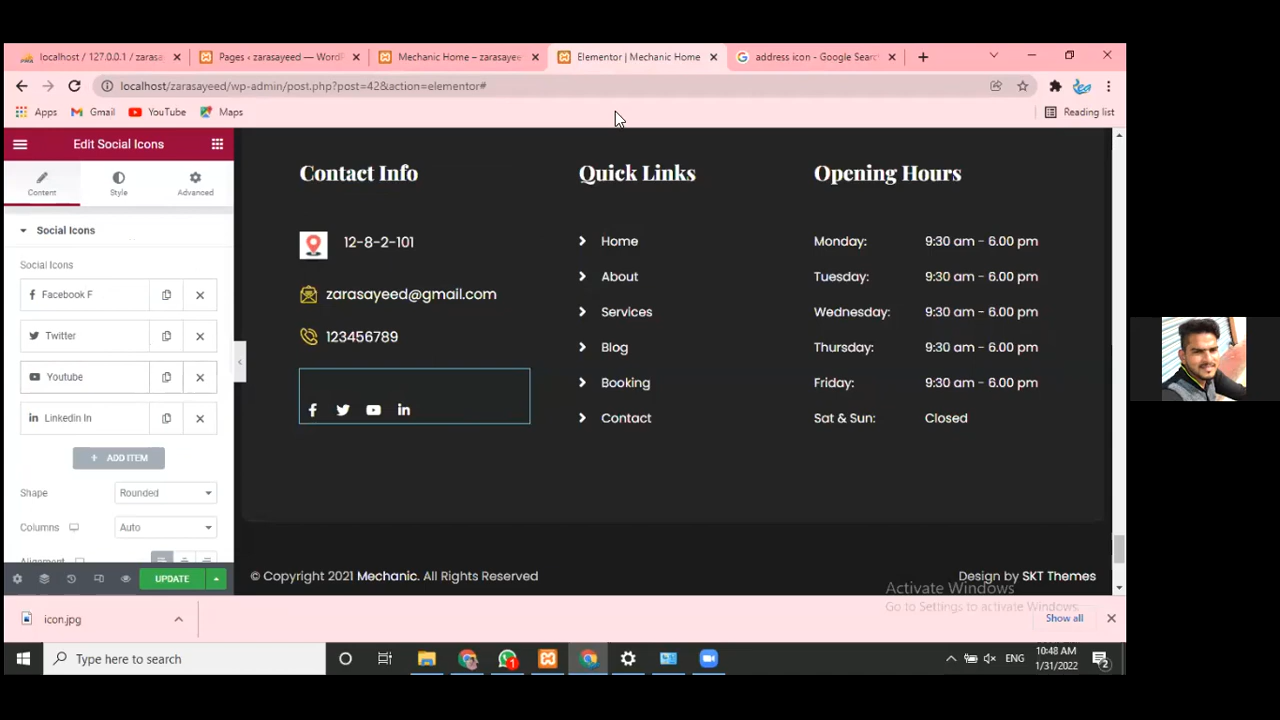 localhost / 127.0.0.1 / zarasa
Pages ‹ zarasayeed — WordP
Mechanic Home – zarasayee
Elementor | Mechanic Home
address icon - Google Searc
localhost/zarasayeed/wp-admin/post.php?post=42&action=elementor#
Apps
Gmail
YouTube
Maps
Reading list
Edit Social Icons
Content
Style
Advanced
Social Icons
Social Icons
Facebook F
Twitter
Youtube
Linkedin In
+ ADD ITEM
Shape
Rounded
Columns
Auto
Alignment
UPDATE
Contact Info
12-8-2-101
zarasayeed@gmail.com
123456789
Quick Links
Home
About
Services
Blog
Booking
Contact
Opening Hours
Monday: 9:30 am - 6.00 pm
Tuesday: 9:30 am - 6.00 pm
Wednesday: 9:30 am - 6.00 pm
Thursday: 9:30 am - 6.00 pm
Friday: 9:30 am - 6.00 pm
Sat & Sun: Closed
© Copyright 2021 Mechanic. All Rights Reserved
Design by SKT Themes
Activate Windows
Go to Settings to activate Windows.
icon.jpg
Show all
Type here to search
1
ENG
10:48 AM
1/31/2022
2